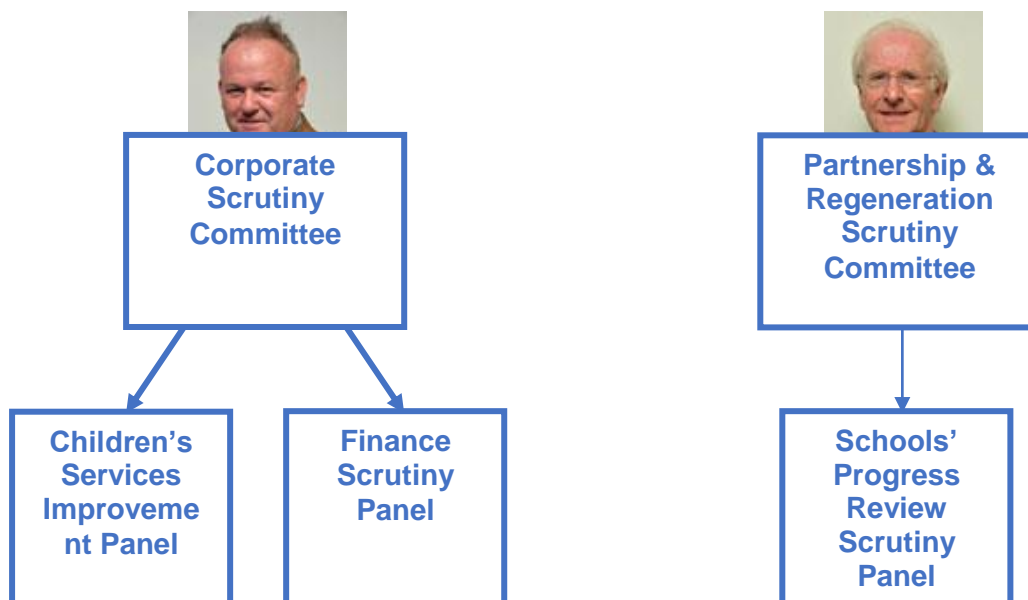 Corporate
Scrutiny
Committee
Partnership &
Regeneration
Scrutiny
Committee
Children’s
Services
Improveme
nt Panel
Finance
Scrutiny
Panel
Schools’
Progress
Review
Scrutiny
Panel